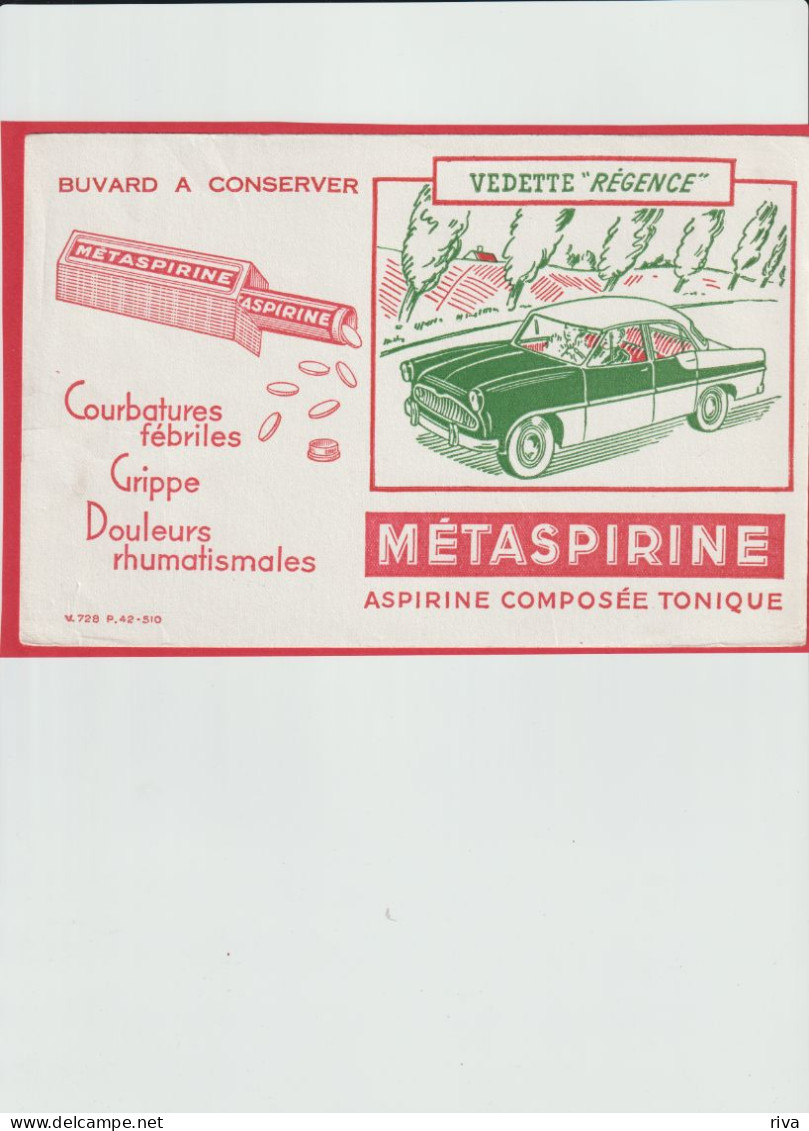 BUVARD A CONSERVER
VEDETTE "RÉGENCE"
MÉTASPIRINE
ASPIRINE
Courbatures
fébriles
Grippe
Douleurs
rhumatismales
MÉTASPIRINE
ASPIRINE COMPOSÉE TONIQUE
V.728 P.42-510
delcampe.net
riva